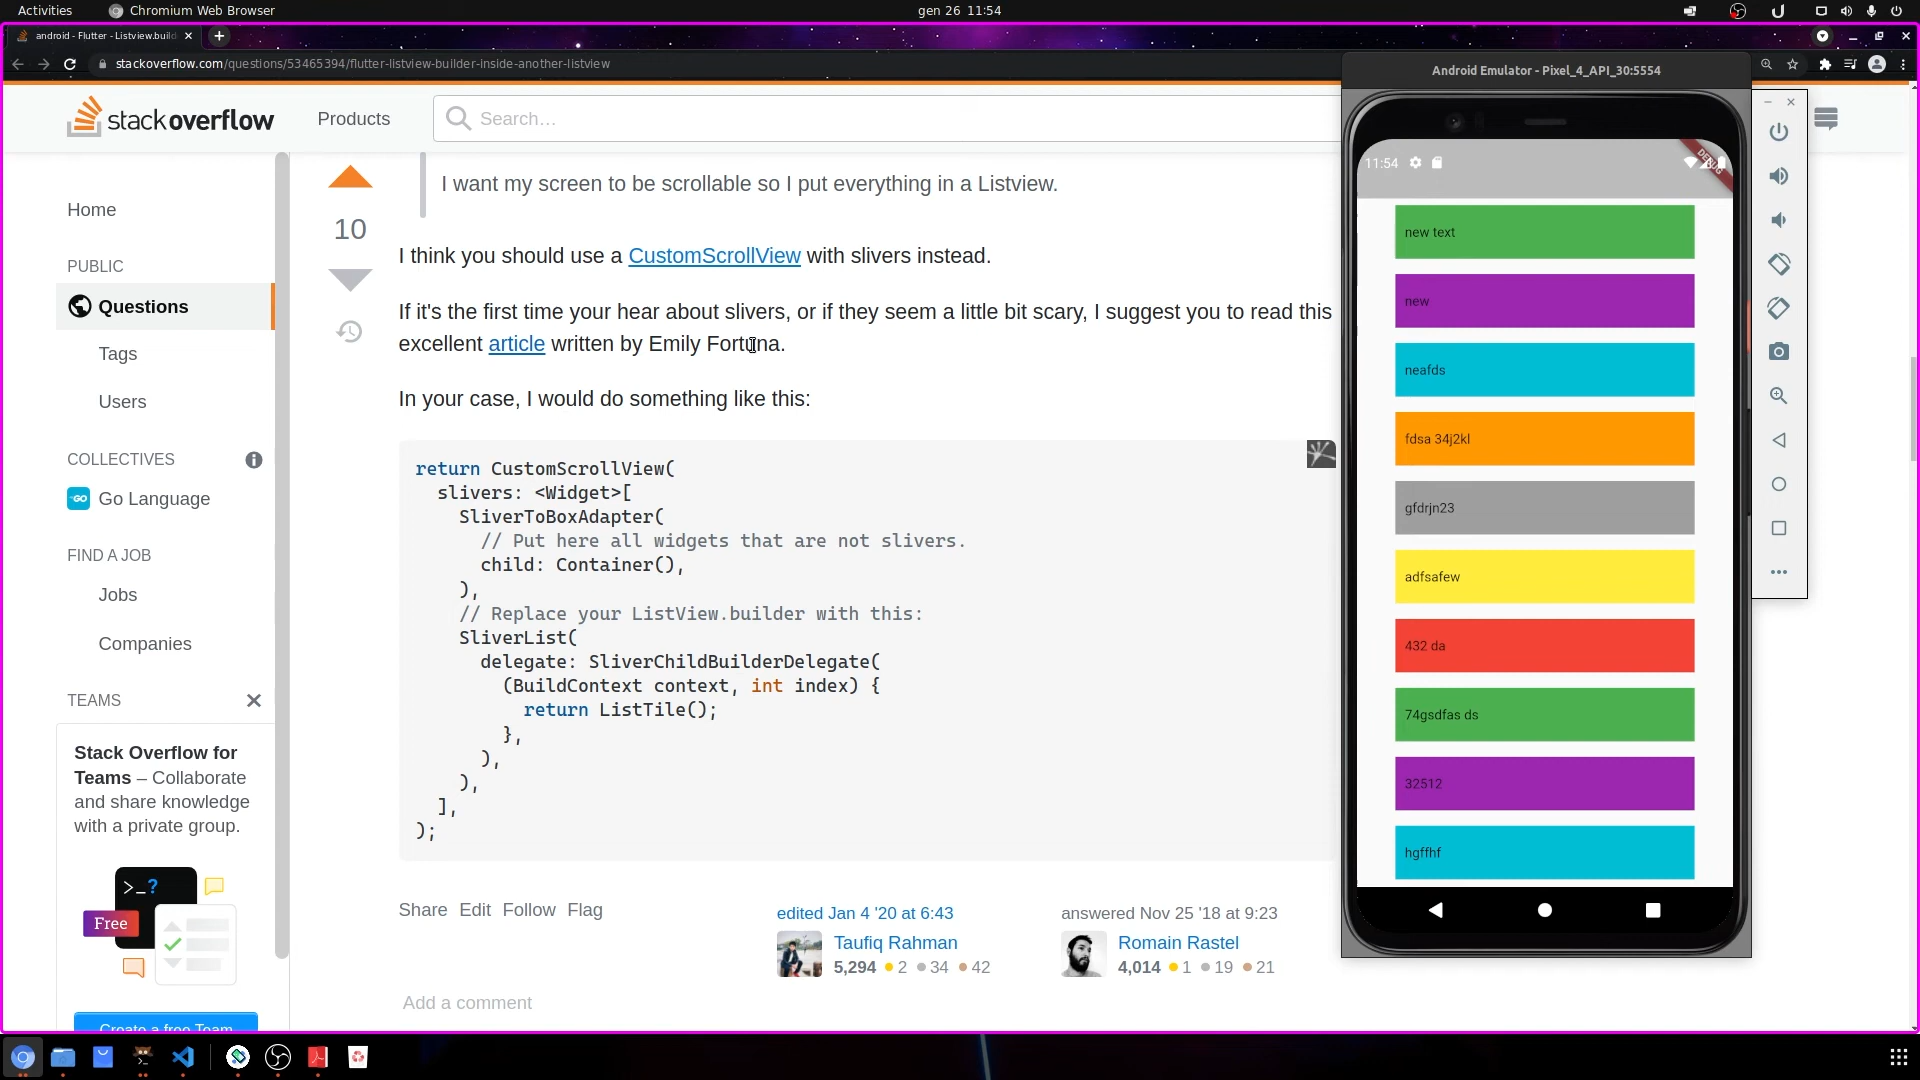 Activities
Chromium Web Browser
gen 26 11:54
android - Flutter - Listview.build
stackoverflow.com/questions/53465394/flutter-listview-builder-inside-another-listview
stackoverflow
Products
Search…
Home
PUBLIC
Questions
Tags
Users
COLLECTIVES
GO Go Language
FIND A JOB
Jobs
Companies
TEAMS
Stack Overflow for
Teams – Collaborate
and share knowledge
with a private group.
>_?
Free
Create a free Team
10
I want my screen to be scrollable so I put everything in a Listview.
I think you should use a CustomScrollView with slivers instead.
If it's the first time your hear about slivers, or if they seem a little bit scary, I suggest you to read this
excellent article written by Emily Fortuna.
In your case, I would do something like this:
return CustomScrollView(
slivers: <Widget>[
SliverToBoxAdapter(
// Put here all widgets that are not slivers.
child: Container(),
),
// Replace your ListView.builder with this:
SliverList(
delegate: SliverChildBuilderDelegate(
(BuildContext context, int index) {
return ListTile();
},
),
),
],
);
Share Edit Follow Flag
edited Jan 4 '20 at 6:43
Taufiq Rahman
5,294 2 34 42
answered Nov 25 '18 at 9:23
Romain Rastel
4,014 1 19 21
Add a comment
Android Emulator - Pixel_4_API_30:5554
11:54
DEBUG
new text
new
neafds
fdsa 34j2kl
gfdrjn23
adfsafew
432 da
74gsdfas ds
32512
hgffhf